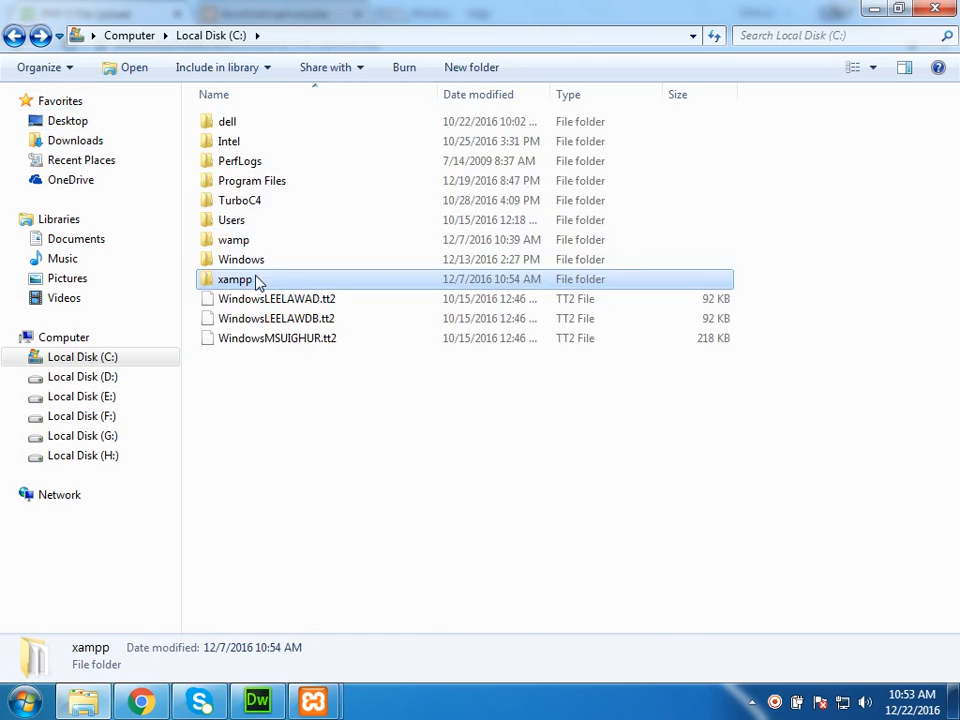 Computer Local Disk (C:) Search Local Disk (C:)
Organize Open Include in library Share with Burn New folder
Name Date modified Type Size
Favorites
Desktop
Downloads
Recent Places
OneDrive
Libraries
Documents
Music
Pictures
Videos
Computer
Local Disk (C:)
Local Disk (D:)
Local Disk (E:)
Local Disk (F:)
Local Disk (G:)
Local Disk (H:)
Network
dell 10/22/2016 10:02 ... File folder
Intel 10/25/2016 3:31 PM File folder
PerfLogs 7/14/2009 8:37 AM File folder
Program Files 12/19/2016 8:47 PM File folder
TurboC4 10/28/2016 4:09 PM File folder
Users 10/15/2016 12:18 ... File folder
wamp 12/7/2016 10:39 AM File folder
Windows 12/13/2016 2:27 PM File folder
xampp 12/7/2016 10:54 AM File folder
WindowsLEELAWAD.tt2 10/15/2016 12:46 ... TT2 File 92 KB
WindowsLEELAWDB.tt2 10/15/2016 12:46 ... TT2 File 92 KB
WindowsMSUIGHUR.tt2 10/15/2016 12:46 ... TT2 File 218 KB
xampp Date modified: 12/7/2016 10:54 AM
File folder
Dw
10:53 AM
12/22/2016